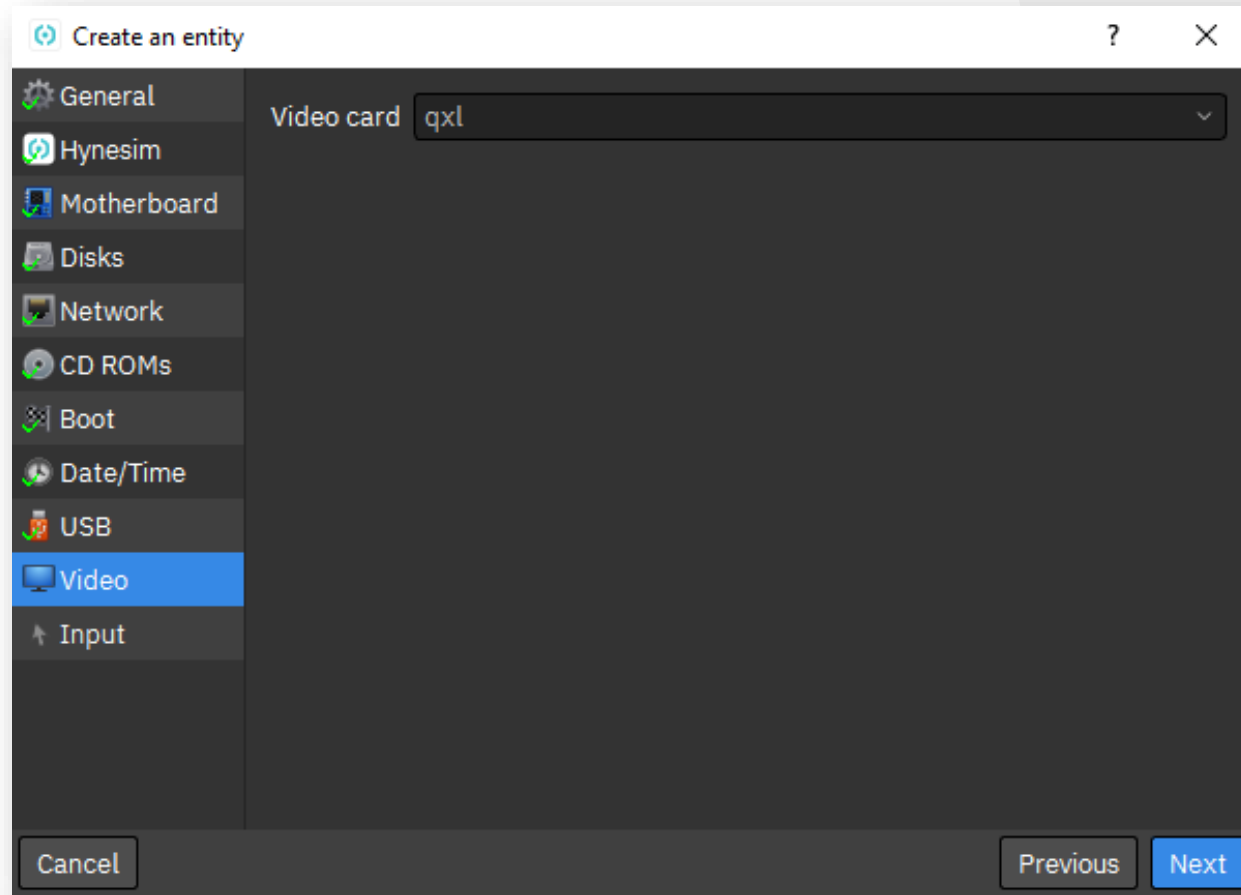 Create an entity
?
General
Video card qxl
Hynesim
Motherboard
Disks
Network
CD ROMs
Boot
Date/Time
USB
Video
Input
Cancel
Previous
Next